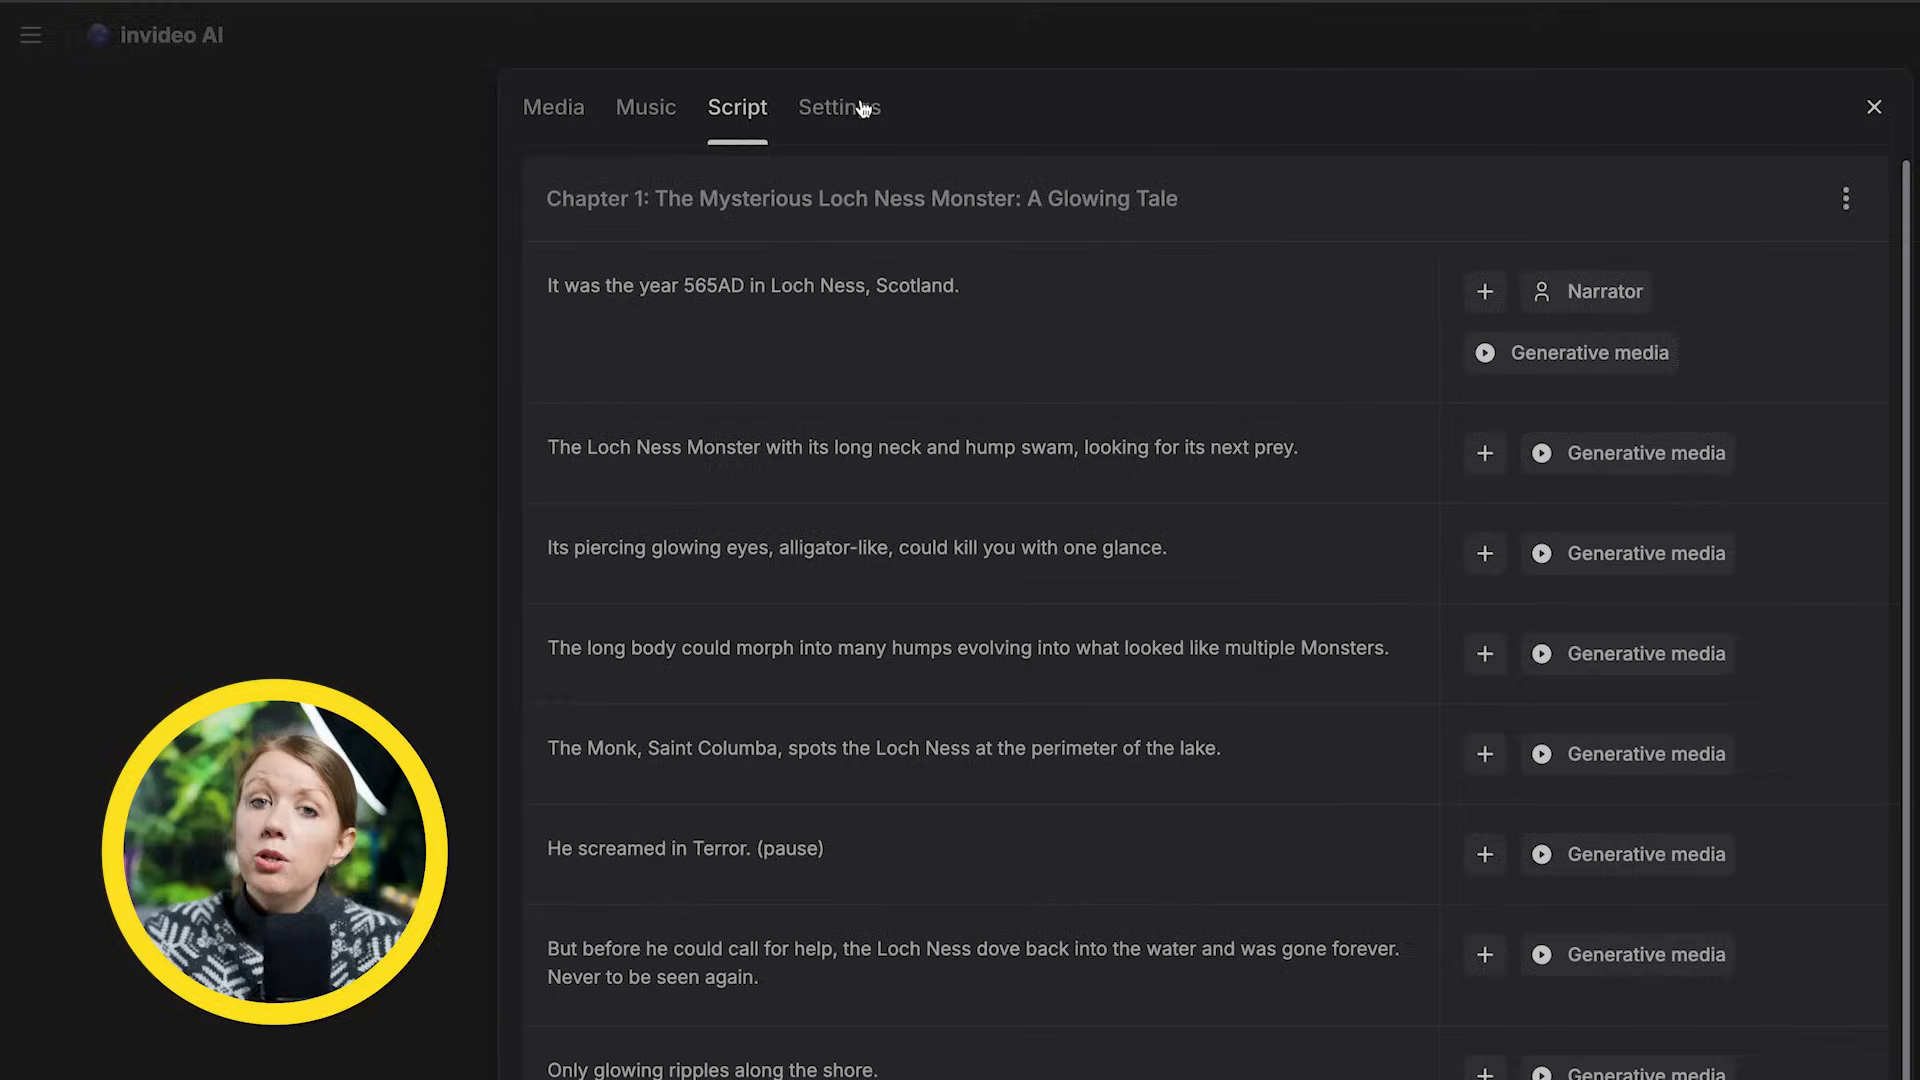 invideo AI
Media Music Script Settings
Chapter 1: The Mysterious Loch Ness Monster: A Glowing Tale
It was the year 565AD in Loch Ness, Scotland.
Narrator
Generative media
The Loch Ness Monster with its long neck and hump swam, looking for its next prey.
Generative media
Its piercing glowing eyes, alligator-like, could kill you with one glance.
Generative media
The long body could morph into many humps evolving into what looked like multiple Monsters.
Generative media
The Monk, Saint Columba, spots the Loch Ness at the perimeter of the lake.
Generative media
He screamed in Terror. (pause)
Generative media
But before he could call for help, the Loch Ness dove back into the water and was gone forever.
Never to be seen again.
Generative media
Only glowing ripples along the shore.
Generative media